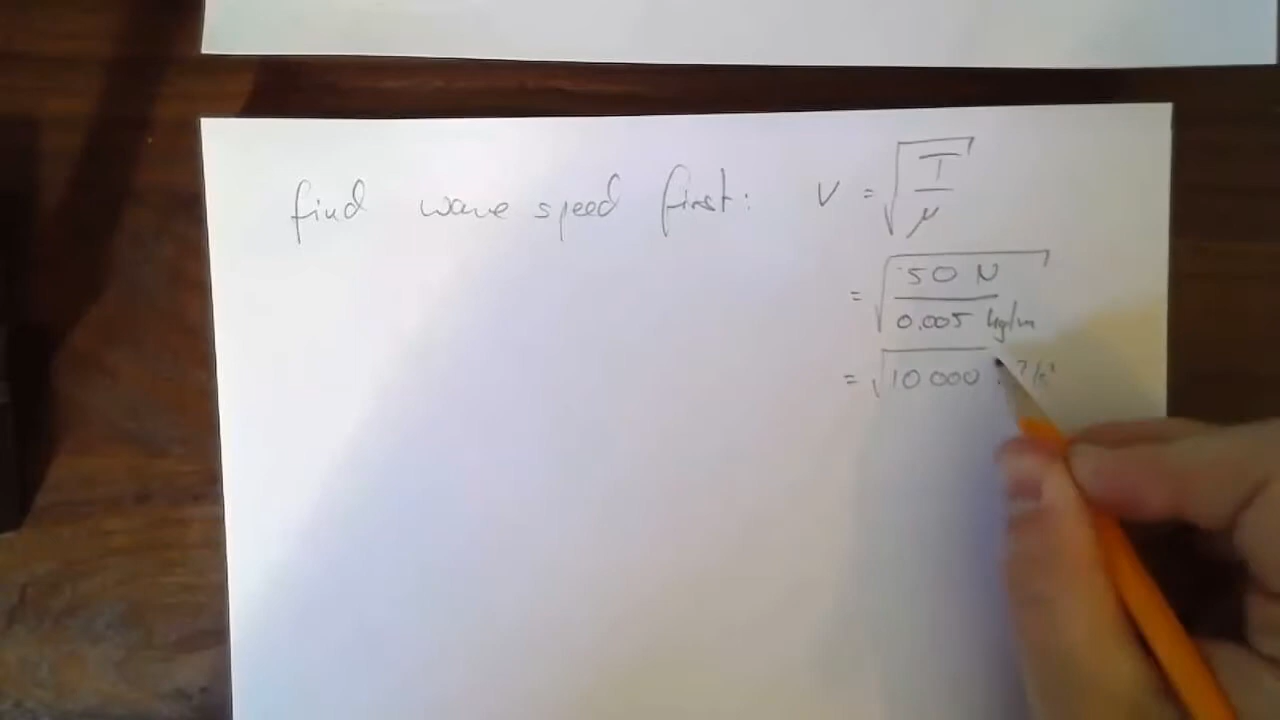 find wave speed first: v = √(T/μ)
= √(50 N/0.005 kg/m)
= √10 000